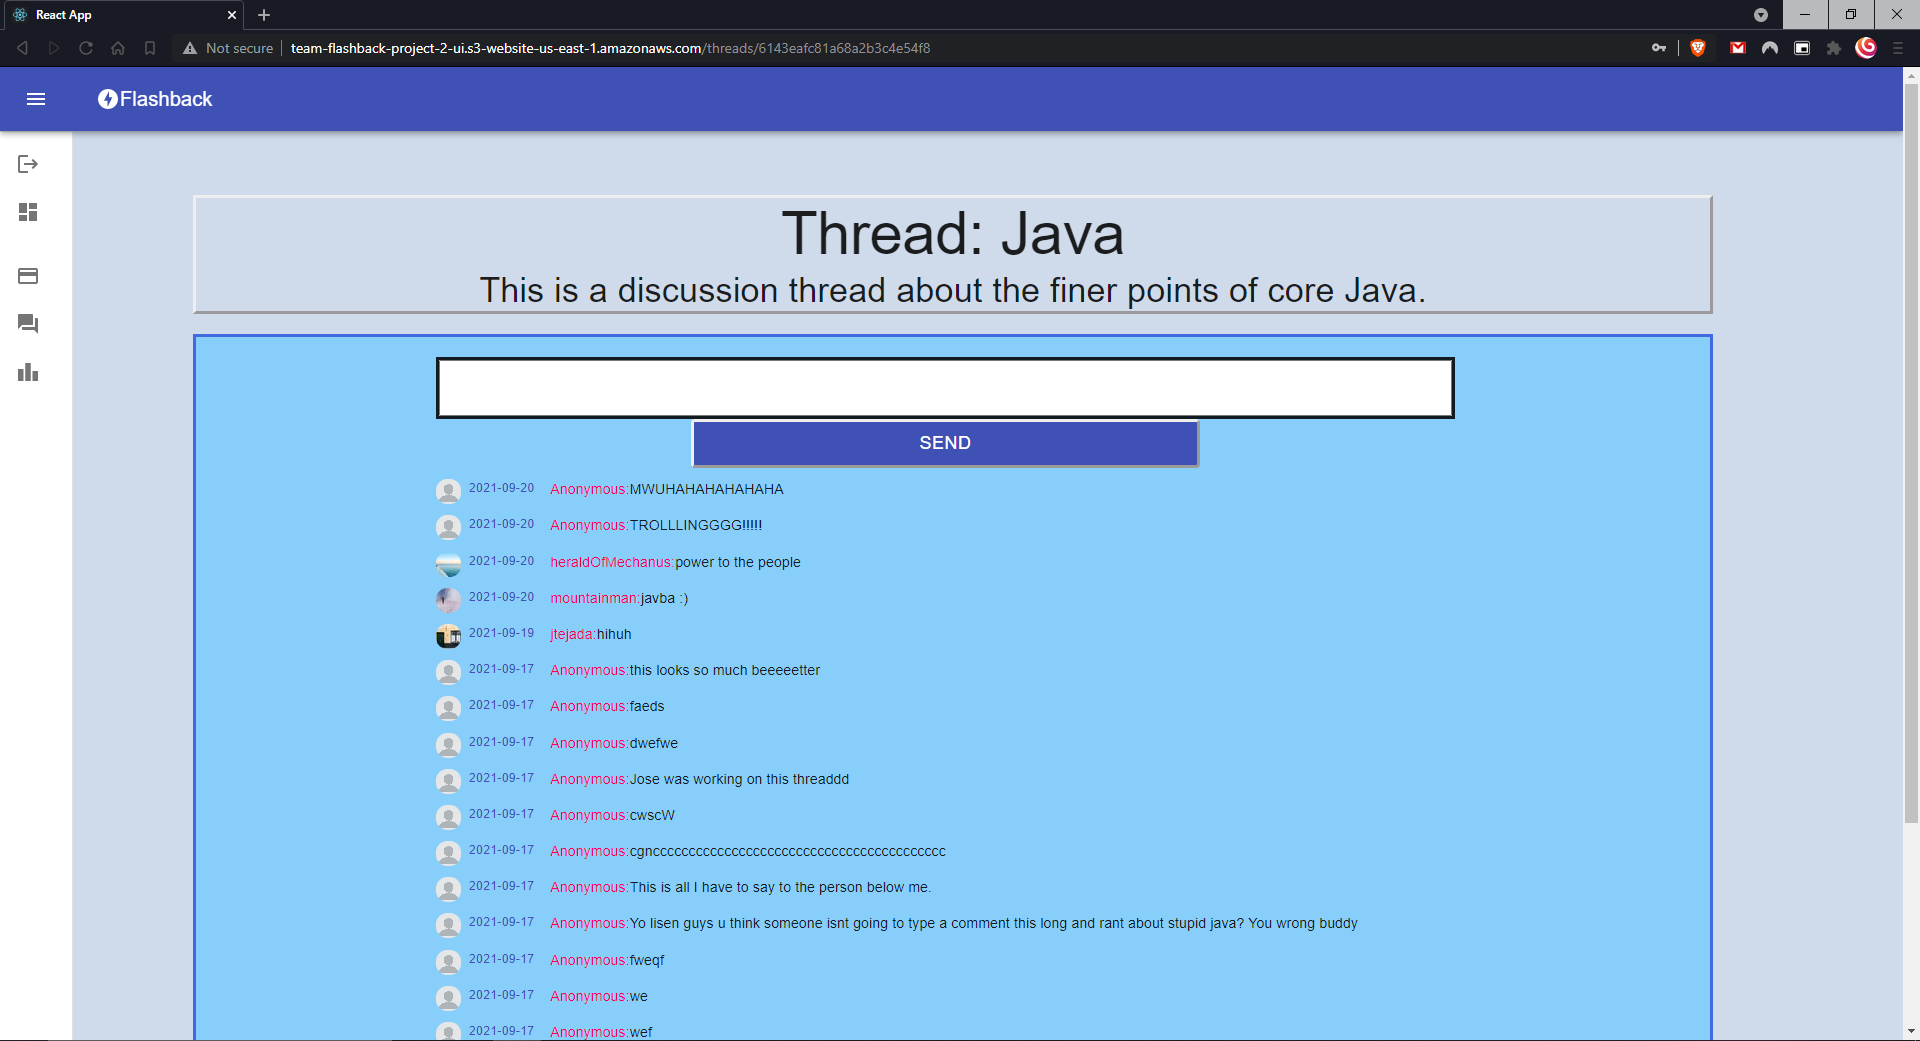 React App
Not secure
team-flashback-project-2-ui.s3-website-us-east-1.amazonaws.com/threads/6143eafc81a68a2b3c4e54f8
Flashback
Thread: Java
This is a discussion thread about the finer points of core Java.
SEND
2021-09-20 Anonymous:MWUHAHAHAHAHAHA
2021-09-20 Anonymous:TROLLLINGGGG!!!!!
2021-09-20 heraldOfMechanus:power to the people
2021-09-20 mountainman:javba :)
2021-09-19 jtejada:hihuh
2021-09-17 Anonymous:this looks so much beeeeetter
2021-09-17 Anonymous:faeds
2021-09-17 Anonymous:dwefwe
2021-09-17 Anonymous:Jose was working on this threaddd
2021-09-17 Anonymous:cwscW
2021-09-17 Anonymous:cgnccccccccccccccccccccccccccccccccccccccccc
2021-09-17 Anonymous:This is all I have to say to the person below me.
2021-09-17 Anonymous:Yo lisen guys u think someone isnt going to type a comment this long and rant about stupid java? You wrong buddy
2021-09-17 Anonymous:fweqf
2021-09-17 Anonymous:we
2021-09-17 Anonymous:wef